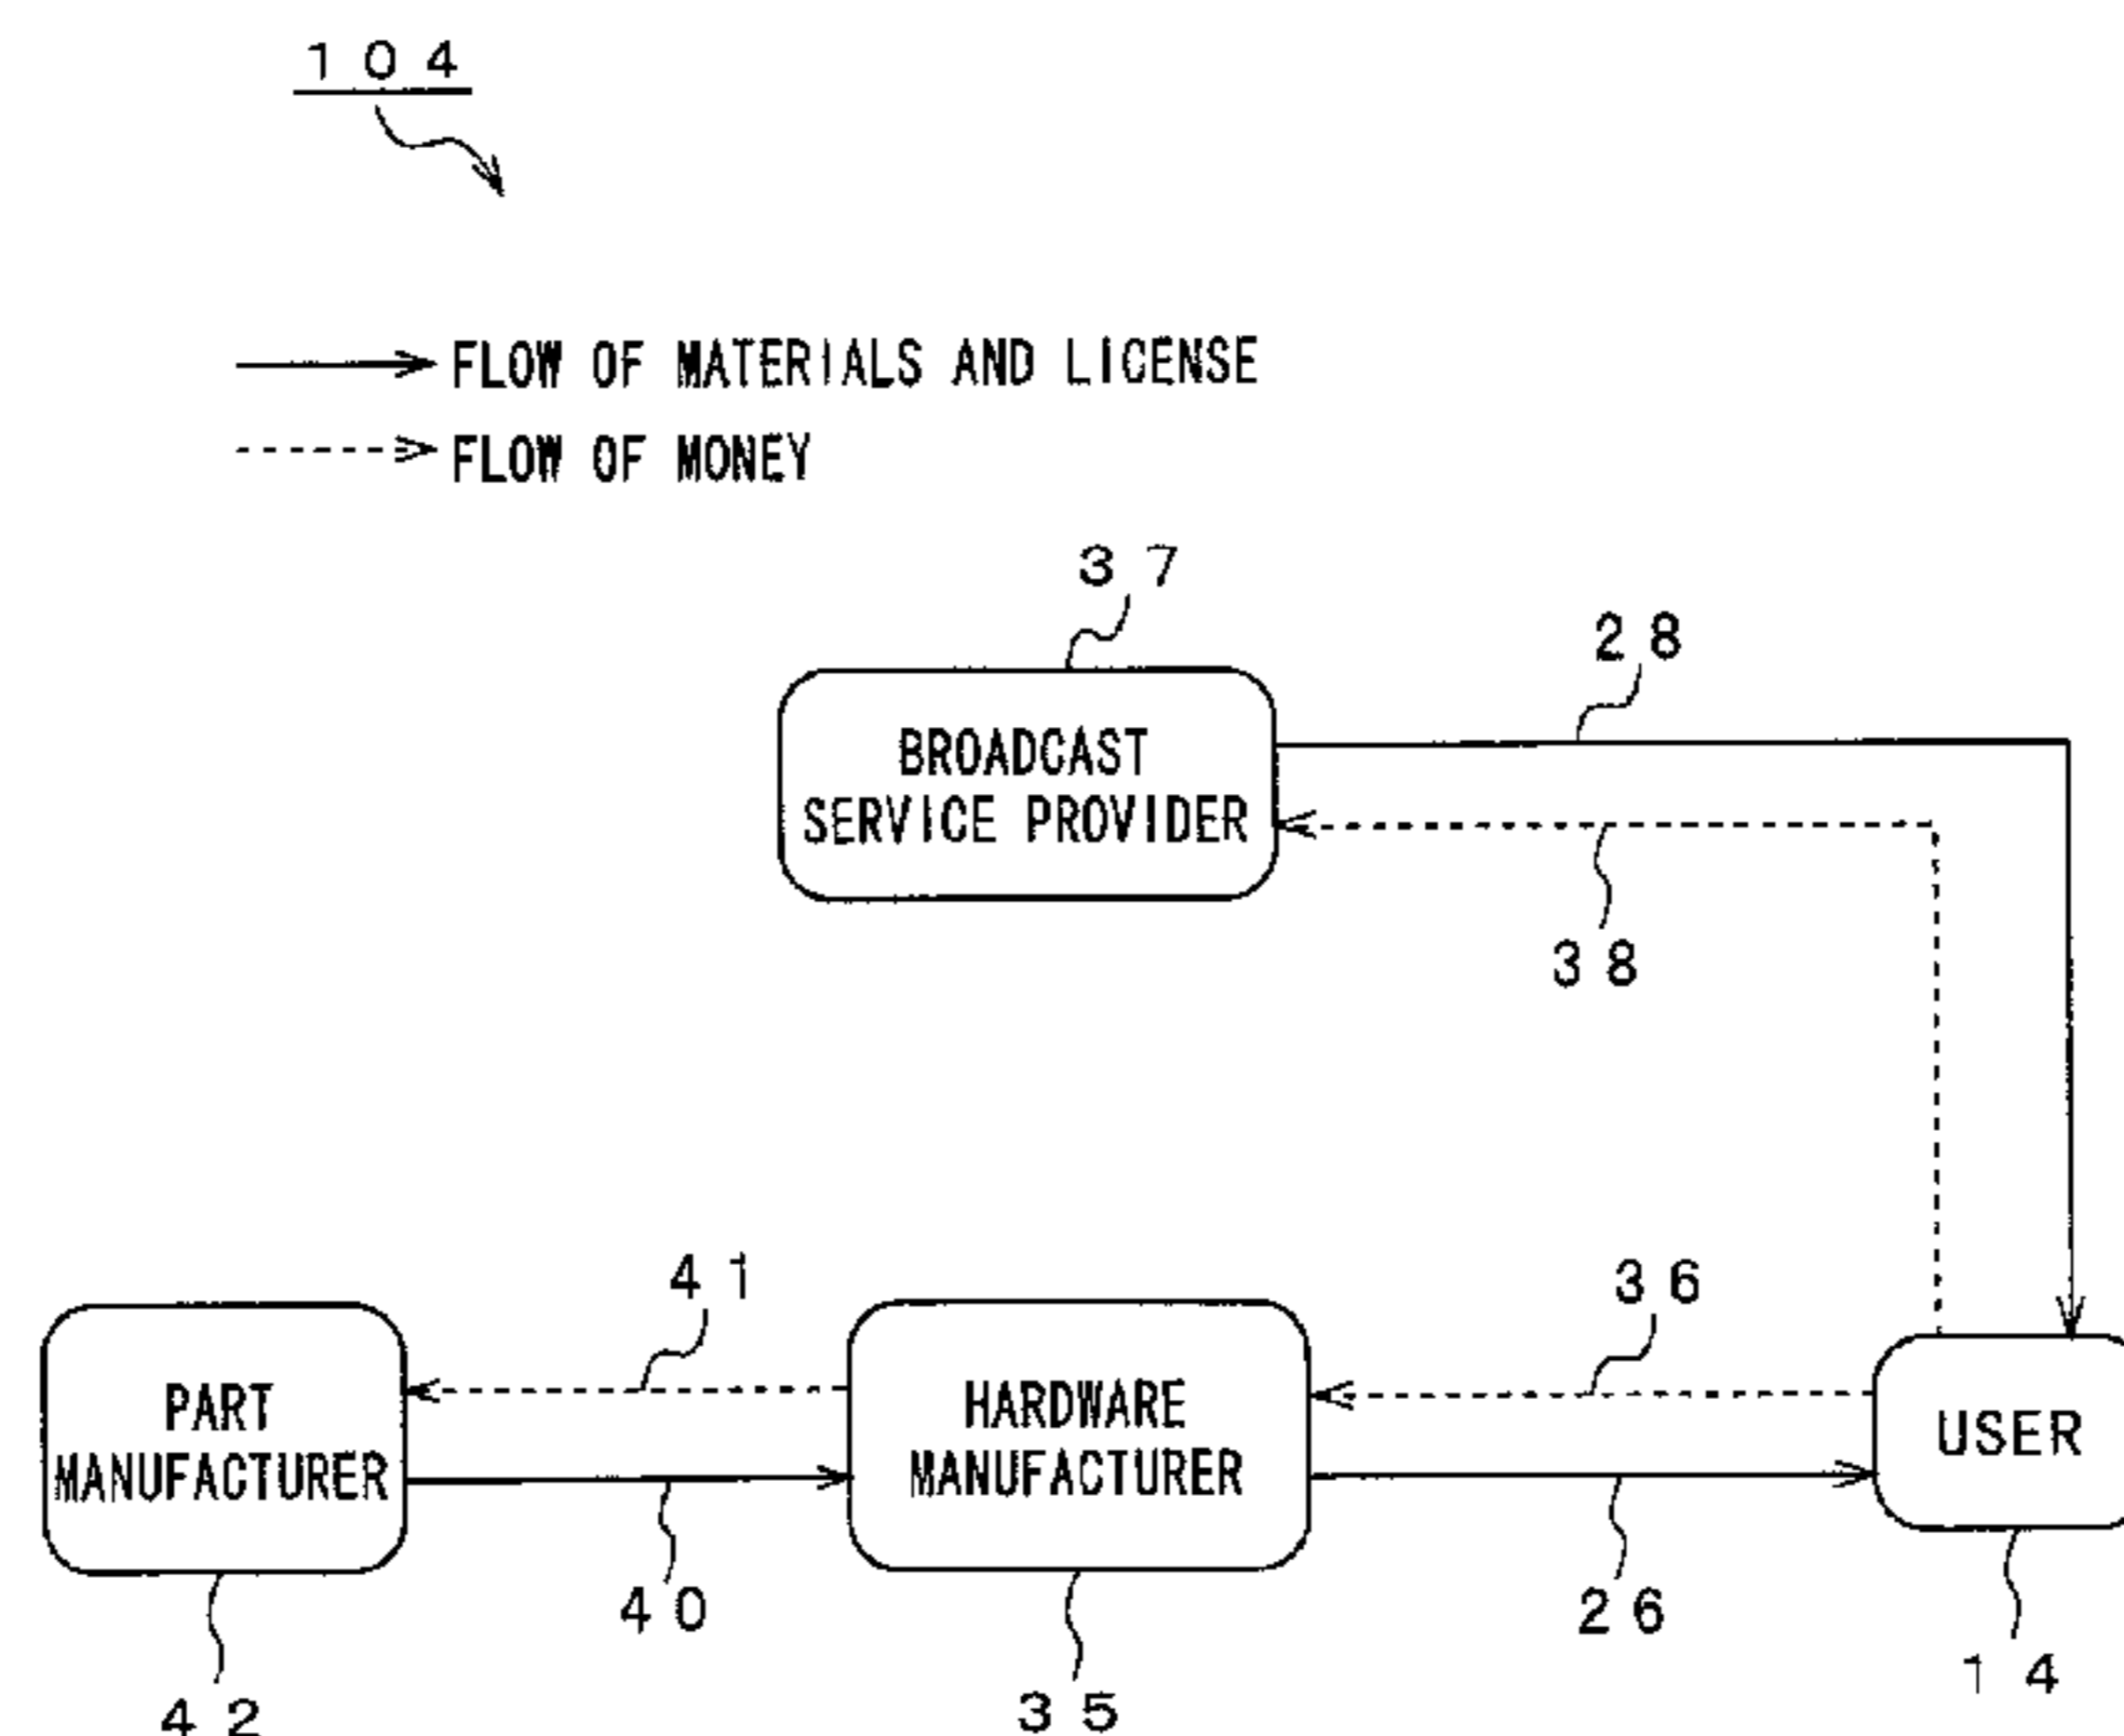 104
FLOW OF MATERIALS AND LICENSE
FLOW OF MONEY
37
28
BROADCAST
SERVICE PROVIDER
38
41
36
PART
MANUFACTURER
HARDWARE
MANUFACTURER
USER
40
26
14
42
35